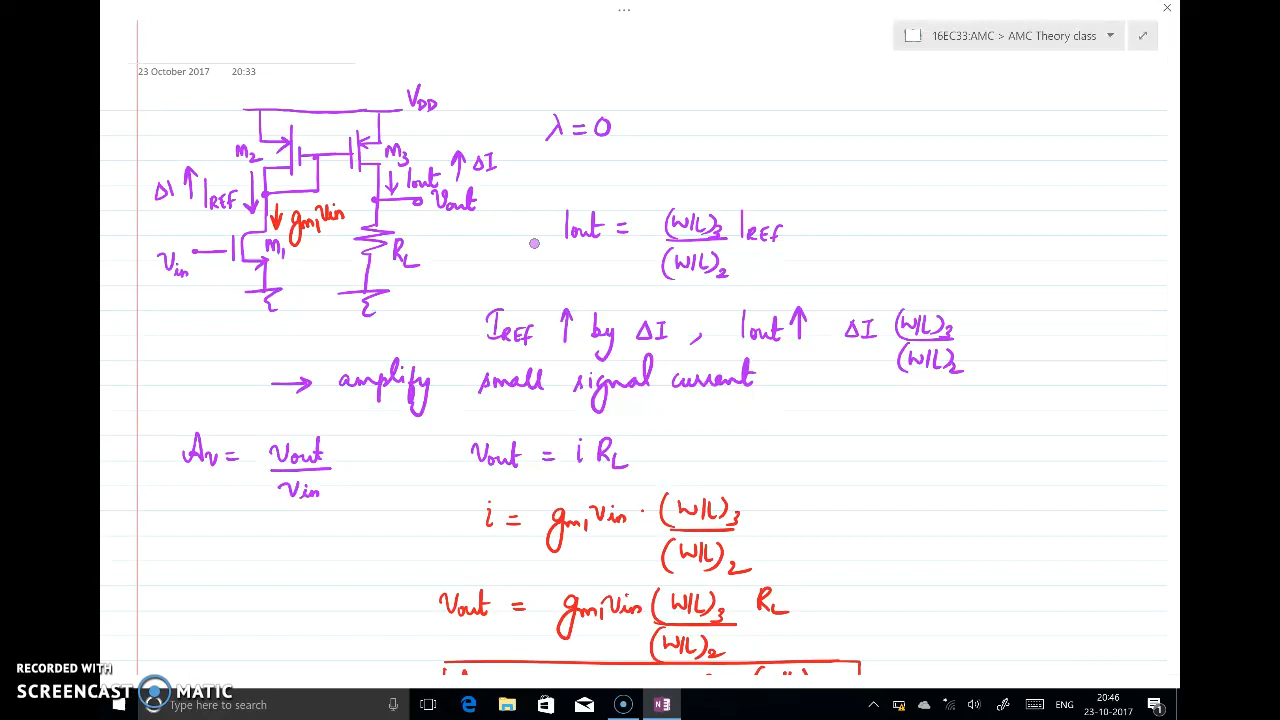 16EC33:AMC > AMC Theory class
23 October 2017 20:33
VDD
λ = 0
M2 M3
ΔI ↑ IREF ↓ ↓ Iout ↑ ΔI
Vout
gm1vin
Iout = (W/L)3 / (W/L)2 IREF
Vin M1 RL
IREF ↑ by ΔI , Iout ↑ ΔI (W/L)3 / (W/L)2
→ amplify small signal current
Av = vout / vin
vout = i RL
i = gm1vin · (W/L)3 / (W/L)2
vout = gm1vin (W/L)3 / (W/L)2 RL
RECORDED WITH
SCREENCAST MATIC
Type here to search
ENG
20:46
23-10-2017
1